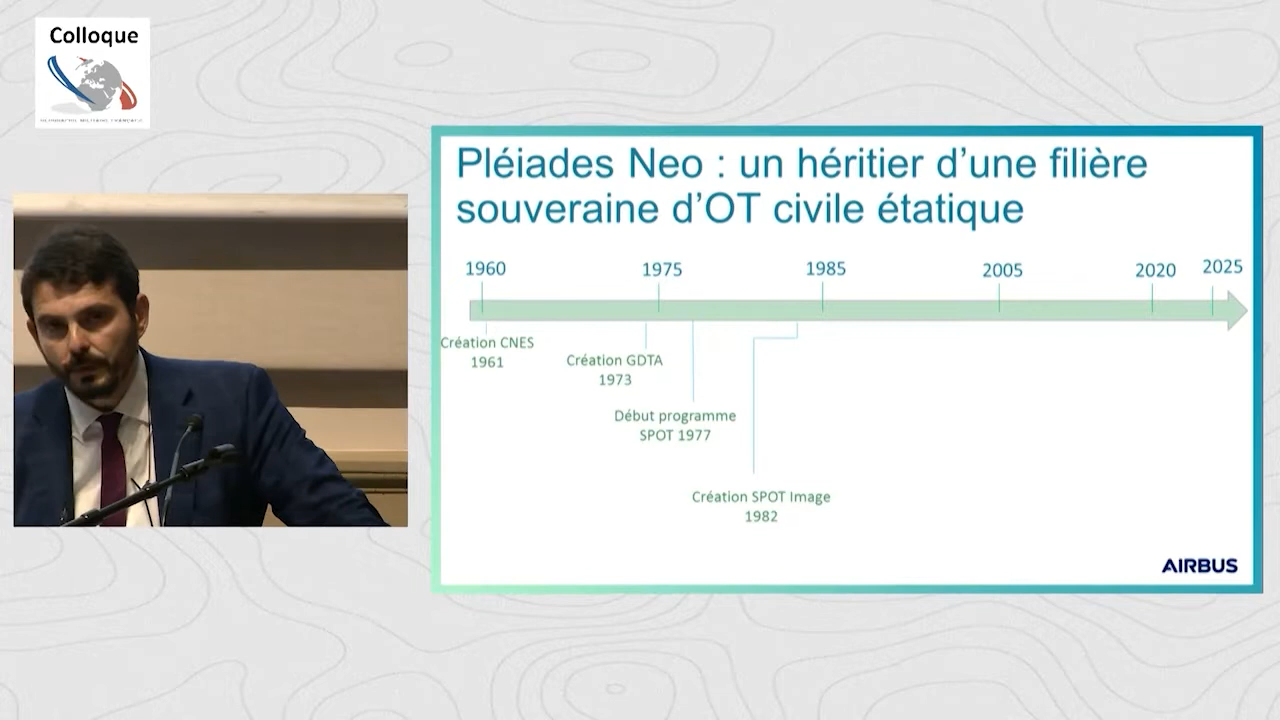 Colloque
Pléiades Neo : un héritier d’une filière
souveraine d’OT civile étatique
1960
1975
1985
2005
2020
2025
Création CNES
1961
Création GDTA
1973
Début programme
SPOT 1977
Création SPOT Image
1982
AIRBUS